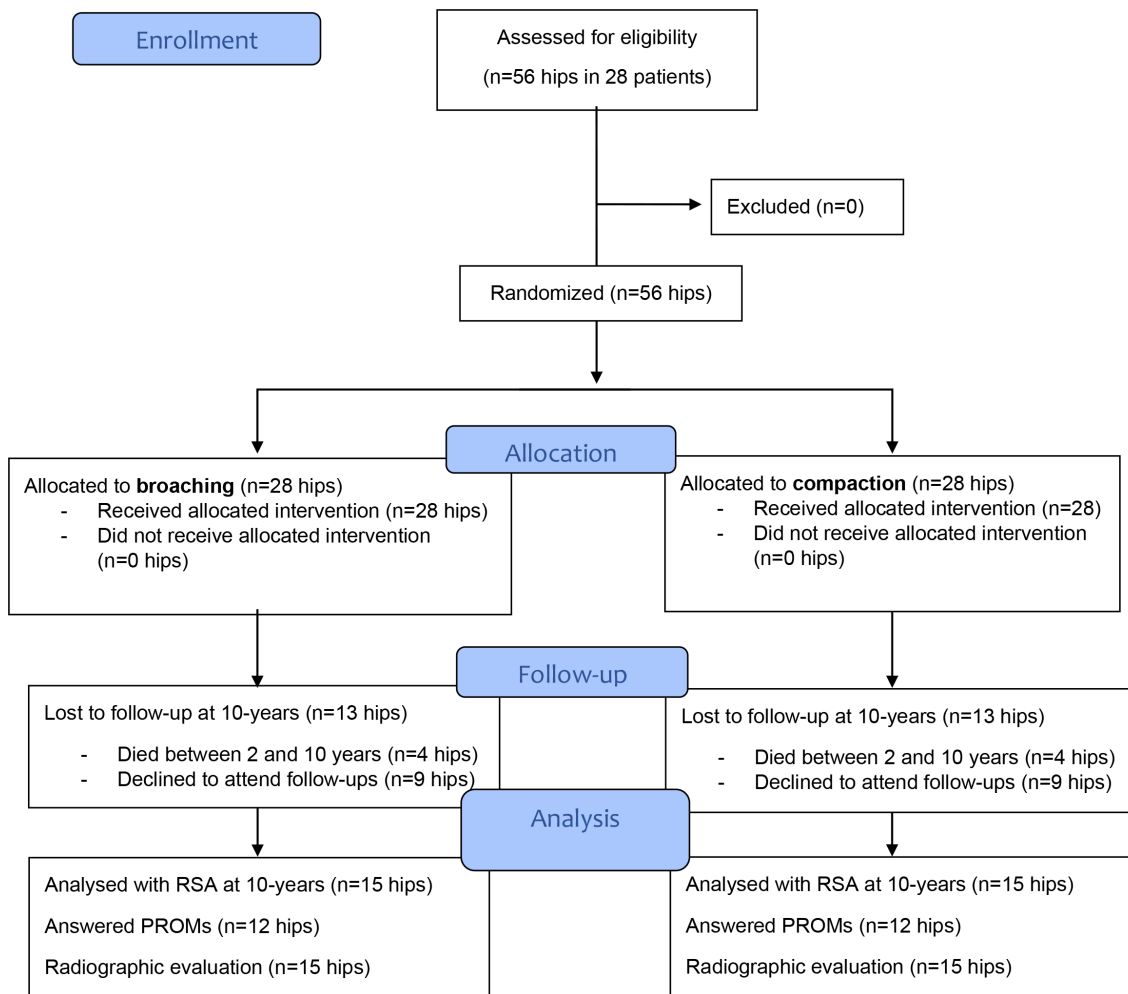 Enrollment
Assessed for eligibility
(n=56 hips in 28 patients)
Excluded (n=0)
Randomized (n=56 hips)
Allocation
Allocated to broaching (n=28 hips)
- Received allocated intervention (n=28 hips)
- Did not receive allocated intervention
(n=0 hips)
Allocated to compaction (n=28 hips)
- Received allocated intervention (n=28)
- Did not receive allocated intervention
(n=0 hips)
Follow-up
Lost to follow-up at 10-years (n=13 hips)
- Died between 2 and 10 years (n=4 hips)
- Declined to attend follow-ups (n=9 hips)
Lost to follow-up at 10-years (n=13 hips)
- Died between 2 and 10 years (n=4 hips)
- Declined to attend follow-ups (n=9 hips)
Analysis
Analysed with RSA at 10-years (n=15 hips)
Answered PROMs (n=12 hips)
Radiographic evaluation (n=15 hips)
Analysed with RSA at 10-years (n=15 hips)
Answered PROMs (n=12 hips)
Radiographic evaluation (n=15 hips)